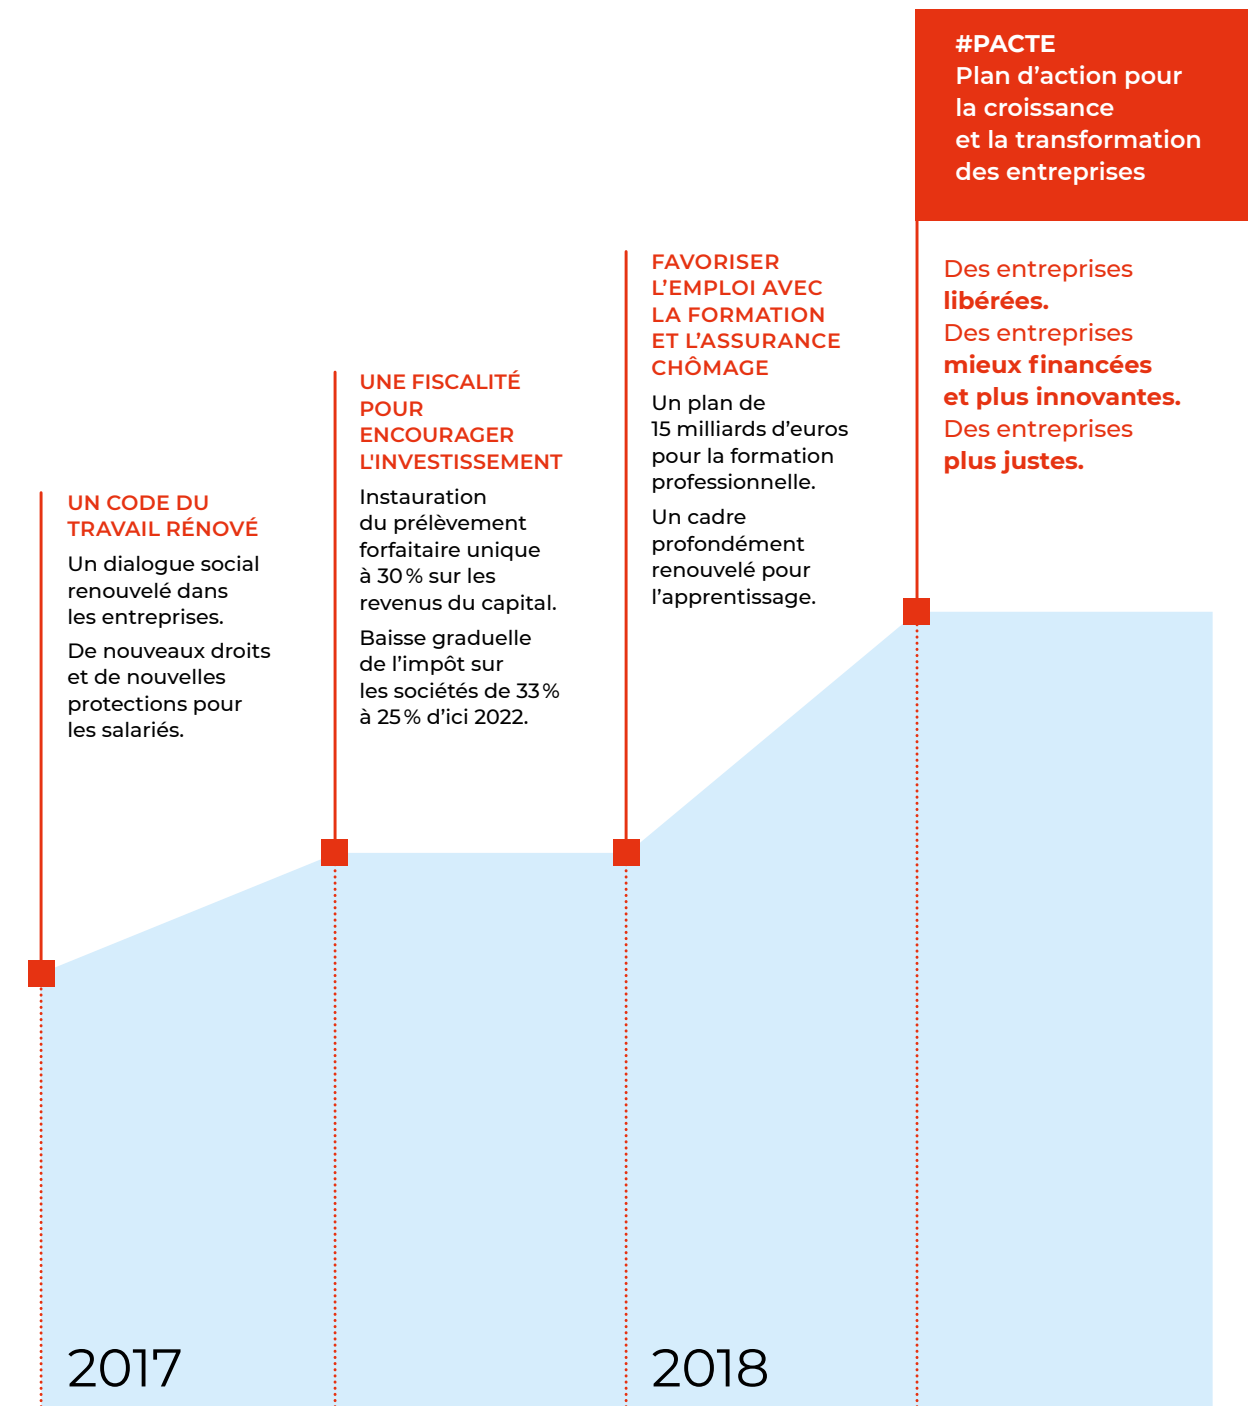 #PACTE
Plan d’action pour
la croissance
et la transformation
des entreprises
Des entreprises
libérées.
Des entreprises
mieux financées
et plus innovantes.
Des entreprises
plus justes.
FAVORISER
L’EMPLOI AVEC
LA FORMATION
ET L’ASSURANCE
CHÔMAGE
Un plan de
15 milliards d’euros
pour la formation
professionnelle.
Un cadre
profondément
renouvelé pour
l’apprentissage.
UNE FISCALITÉ
POUR
ENCOURAGER
L'INVESTISSEMENT
Instauration
du prélèvement
forfaitaire unique
à 30 % sur les
revenus du capital.
Baisse graduelle
de l’impôt sur
les sociétés de 33 %
à 25 % d’ici 2022.
UN CODE DU
TRAVAIL RÉNOVÉ
Un dialogue social
renouvelé dans
les entreprises.
De nouveaux droits
et de nouvelles
protections pour
les salariés.
2017
2018